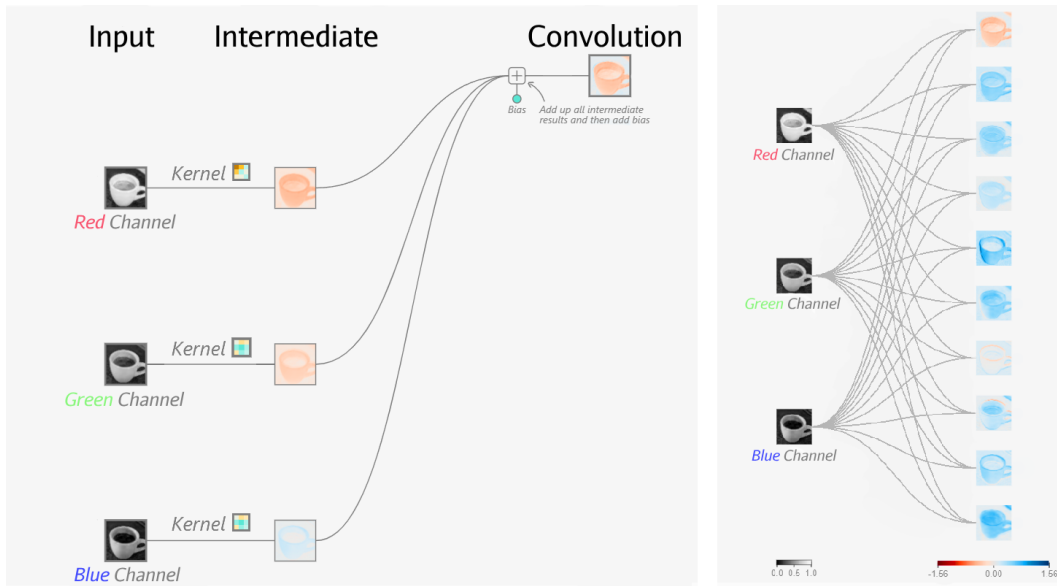 Input Intermediate Convolution
Bias
Add up all intermediate
results and then add bias
Kernel
Red Channel
Kernel
Green Channel
Kernel
Blue Channel
Red Channel
Green Channel
Blue Channel
0.0 0.5 1.0
-1.56 0.00 1.56